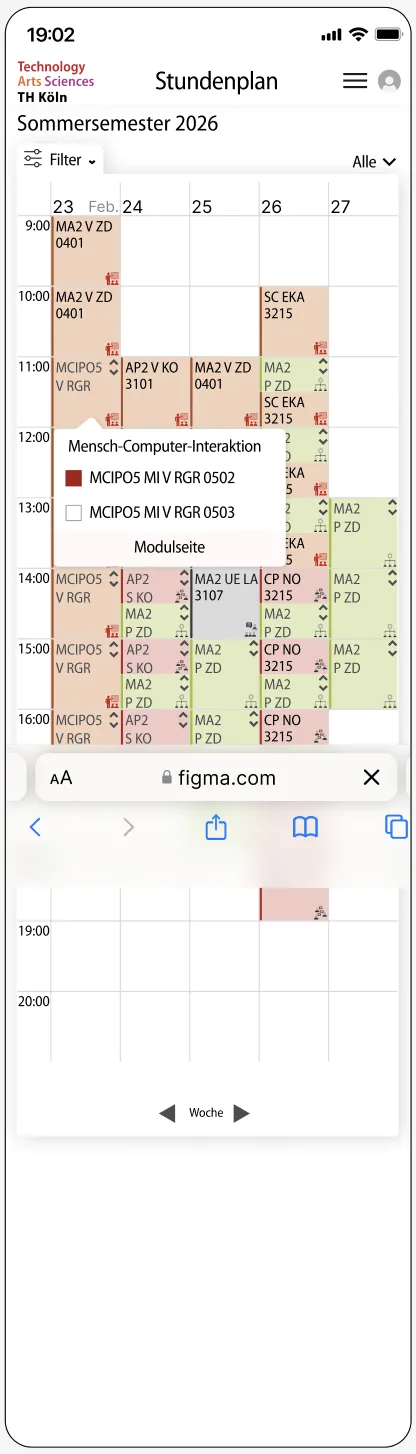 19:02
Technology
Arts Sciences
TH Köln
Stundenplan
Sommersemester 2026
Filter
Alle
23 Feb. 24 25 26 27
9:00
MA2 V ZD
0401
10:00
MA2 V ZD
0401
SC EKA
3215
11:00
MCIPO5
V RGR
AP2 V KO
3101
MA2 V ZD
0401
MA2
P ZD
SC EKA
3215
12:00
Mensch-Computer-Interaktion
MCIPO5 MI V RGR 0502
MCIPO5 MI V RGR 0503
Modulseite
13:00
MA2
P ZD
14:00
MCIPO5
V RGR
AP2
S KO
MA2
P ZD
MA2 UE LA
3107
CP NO
3215
MA2
P ZD
MA2
P ZD
15:00
MCIPO5
V RGR
AP2
S KO
MA2
P ZD
MA2
P ZD
CP NO
3215
MA2
P ZD
MA2
P ZD
16:00
MCIPO5
V RGR
AP2
S KO
MA2
P ZD
CP NO
3215
AA
figma.com
19:00
20:00
Woche